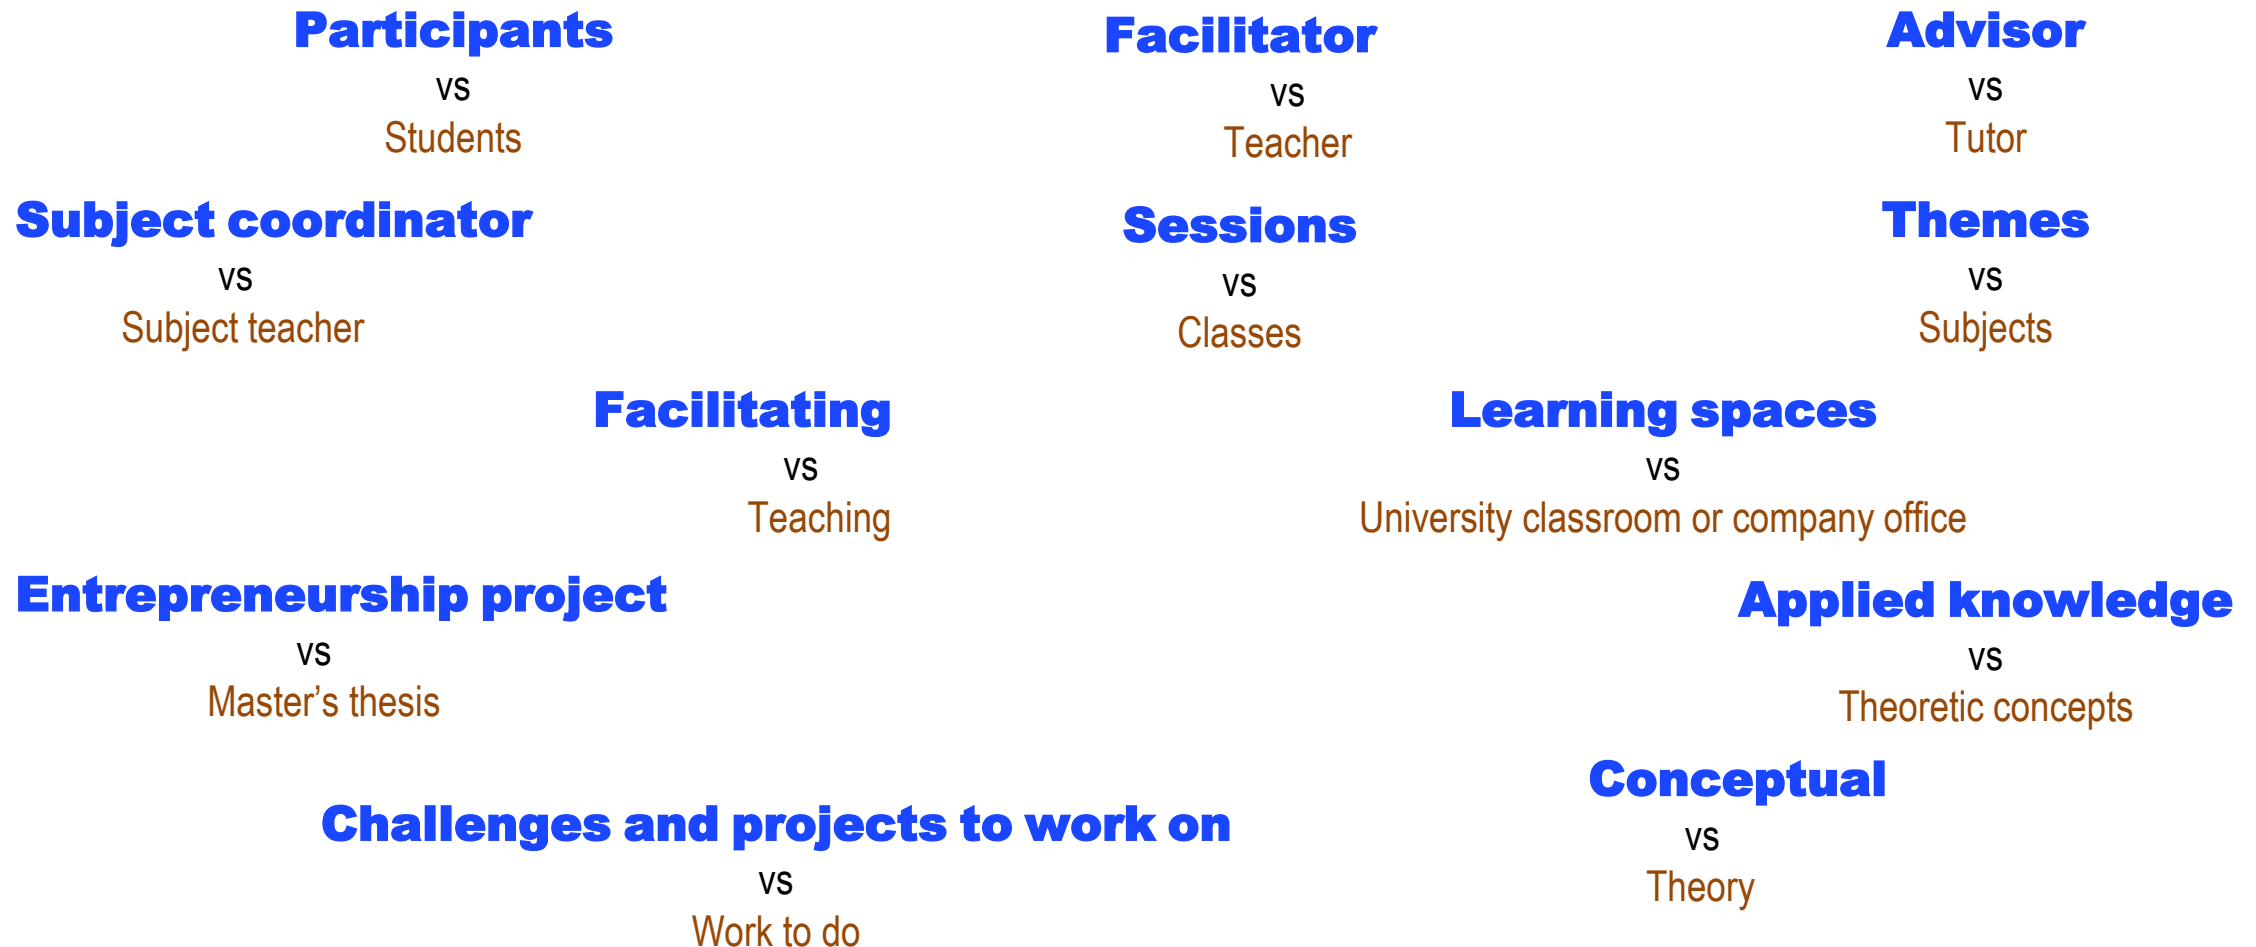 Participants
vs
Students
Facilitator
vs
Teacher
Advisor
vs
Tutor
Subject coordinator
vs
Subject teacher
Sessions
vs
Classes
Themes
vs
Subjects
Facilitating
vs
Teaching
Learning spaces
vs
University classroom or company office
Entrepreneurship project
vs
Master’s thesis
Applied knowledge
vs
Theoretic concepts
Challenges and projects to work on
vs
Work to do
Conceptual
vs
Theory